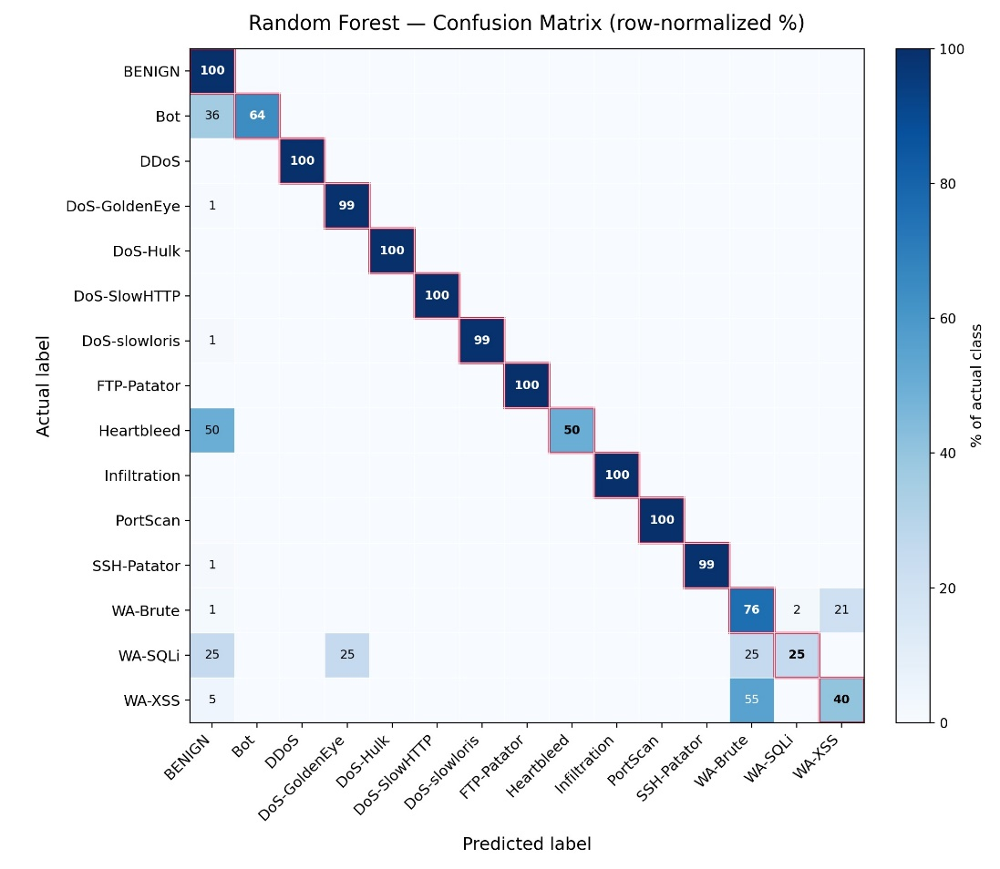 Random Forest — Confusion Matrix (row-normalized %)
BENIGN 100
Bot 36 64
DDoS 100
DoS-GoldenEye 1 99
DoS-Hulk 100
DoS-SlowHTTP 100
DoS-slowloris 1 99
FTP-Patator 100
Heartbleed 50 50
Infiltration 100
PortScan 100
SSH-Patator 1 99
WA-Brute 1 76 2 21
WA-SQLi 25 25 25 25
WA-XSS 5 55 40
Actual label
BENIGN
Bot
DDoS
DoS-GoldenEye
DoS-Hulk
DoS-SlowHTTP
DoS-slowloris
FTP-Patator
Heartbleed
Infiltration
PortScan
SSH-Patator
WA-Brute
WA-SQLi
WA-XSS
Predicted label
100
80
60
40
20
0
% of actual class